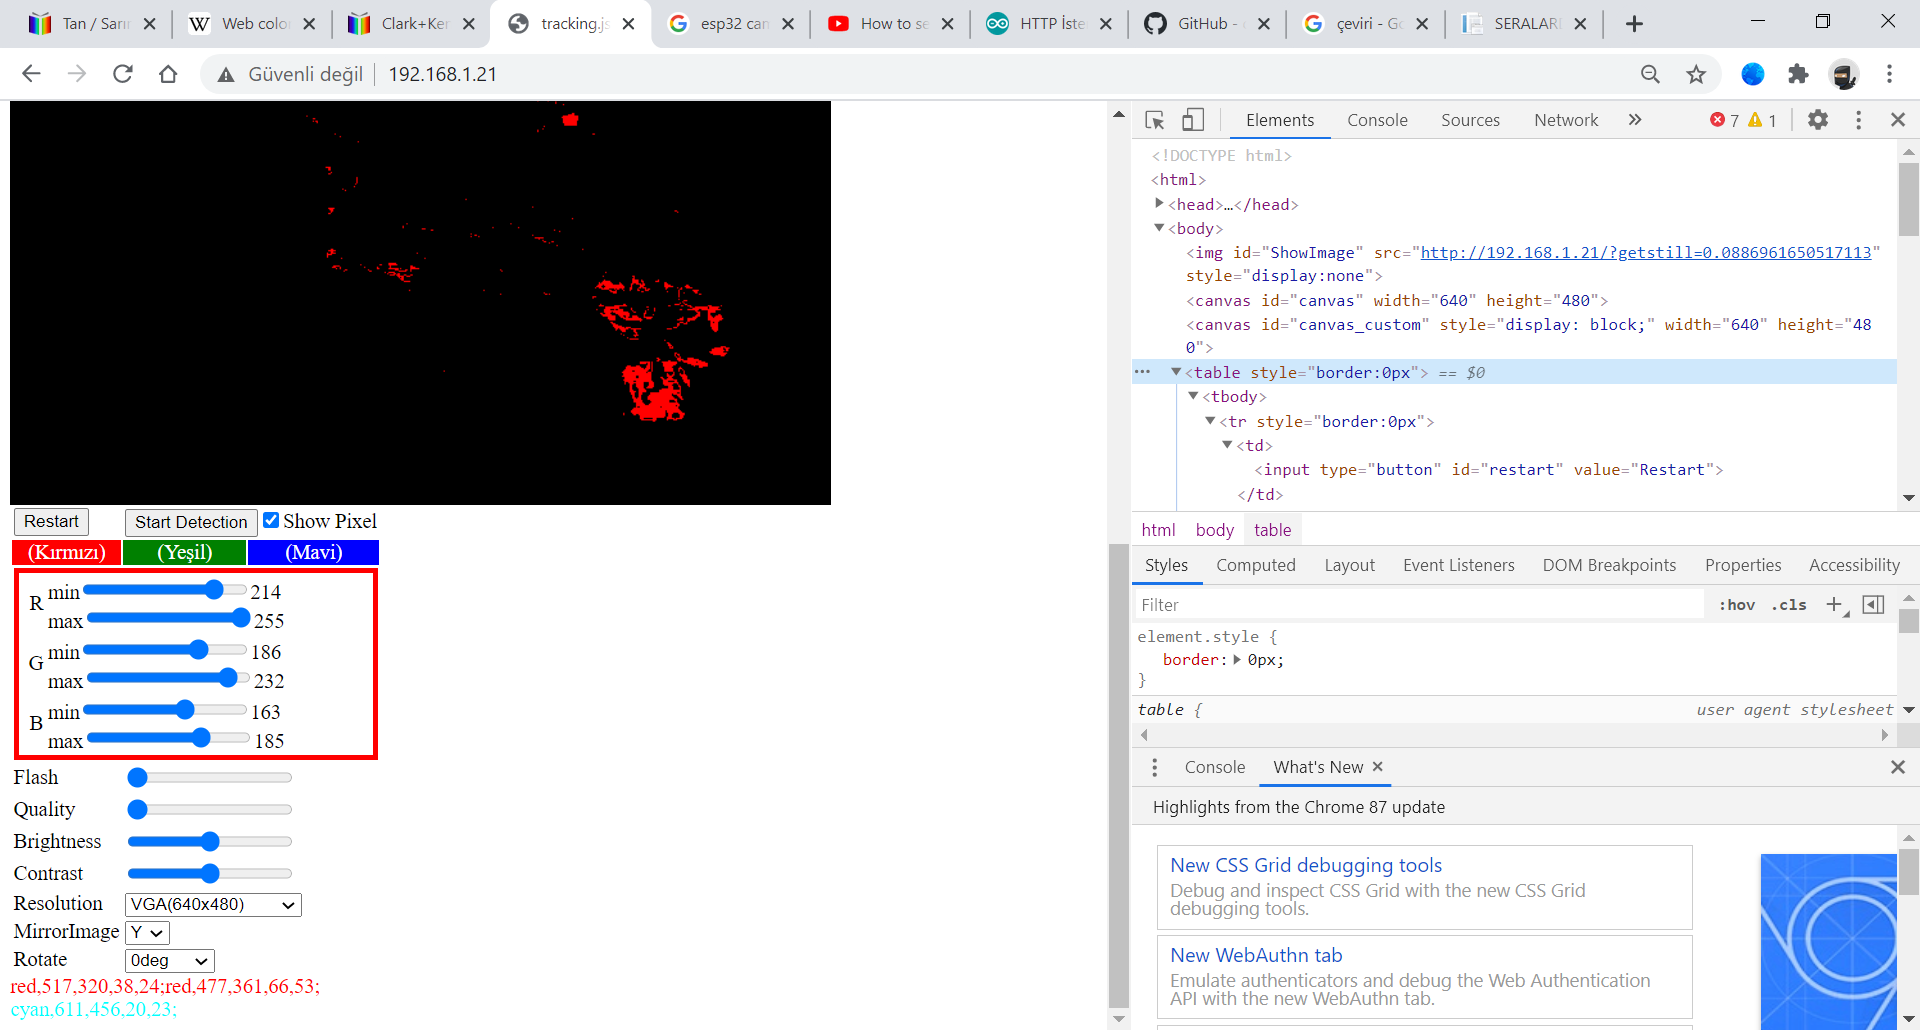 Tan / Sarı
Web colo
Clark+Ker
tracking.js
esp32 cam
How to se
HTTP İste
GitHub -
çeviri - Go
SERALARI
Güvenli değil
192.168.1.21
Restart
Start Detection
Show Pixel
(Kırmızı) (Yeşil) (Mavi)
R
min 214
max 255
G
min 186
max 232
B
min 163
max 185
Flash
Quality
Brightness
Contrast
Resolution VGA(640x480)
MirrorImage Y
Rotate 0deg
red,517,320,38,24;red,477,361,66,53;
cyan,611,456,20,23;
Elements Console Sources Network » 7 1
<!DOCTYPE html>
<html>
<head>…</head>
<body>
<img id="ShowImage" src="http://192.168.1.21/?getstill=0.0886961650517113"
style="display:none">
<canvas id="canvas" width="640" height="480">
<canvas id="canvas_custom" style="display: block;" width="640" height="48
0">
<table style="border:0px"> == $0
<tbody>
<tr style="border:0px">
<td>
<input type="button" id="restart" value="Restart">
</td>
html body table
Styles Computed Layout Event Listeners DOM Breakpoints Properties Accessibility
Filter :hov .cls
element.style {
border: 0px;
}
table { user agent stylesheet
Console What's New
Highlights from the Chrome 87 update
New CSS Grid debugging tools
Debug and inspect CSS Grid with the new CSS Grid
debugging tools.
New WebAuthn tab
Emulate authenticators and debug the Web Authentication
API with the new WebAuthn tab.